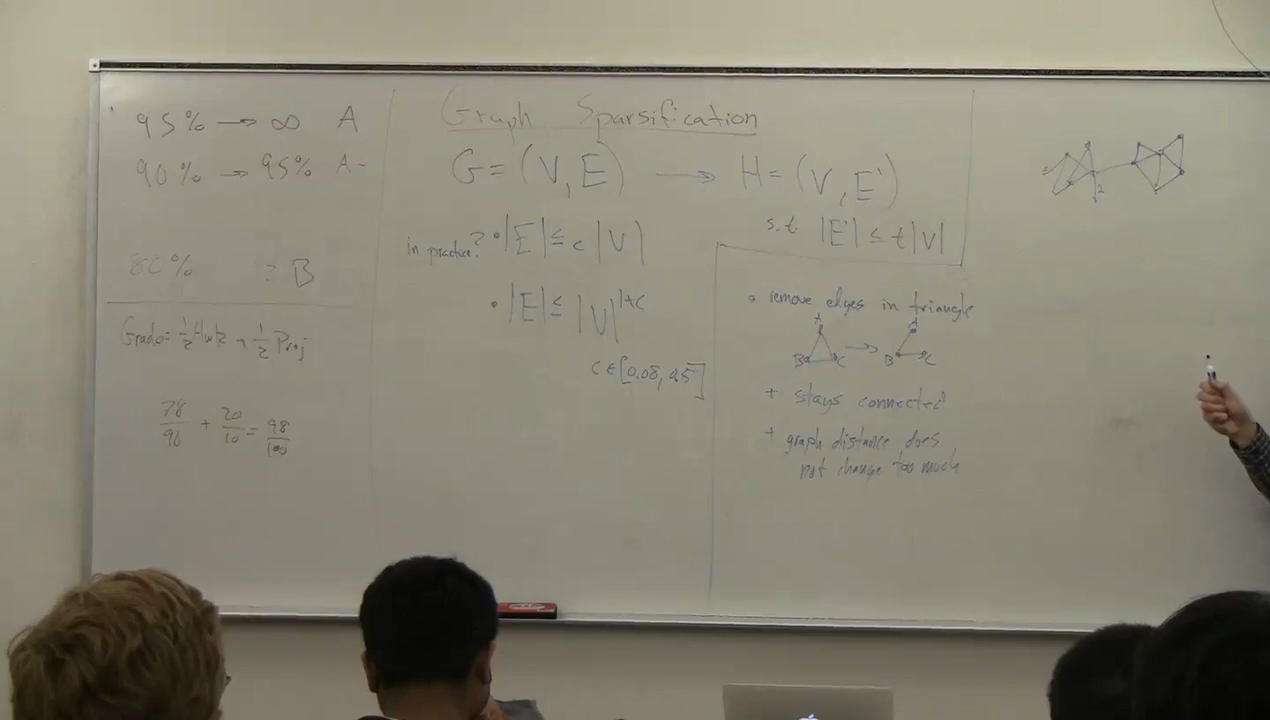 95% → ∞ A
90% → 95% A-
80% ? B
Grade = 1/2 Hwk + 1/2 Proj
78/90 + 20/10 = 98/100
Graph Sparsification
G = (V, E) → H = (V, E')
s.t. |E'| ≤ t|V|
in practice? • |E| ≤ c |V|
• |E| ≤ |V|^{1+c}
c ∈ [0.05, 0.5]
• remove edges in triangle
A
B C → B C
+ stays connected
+ graph distance does
not change too much
2